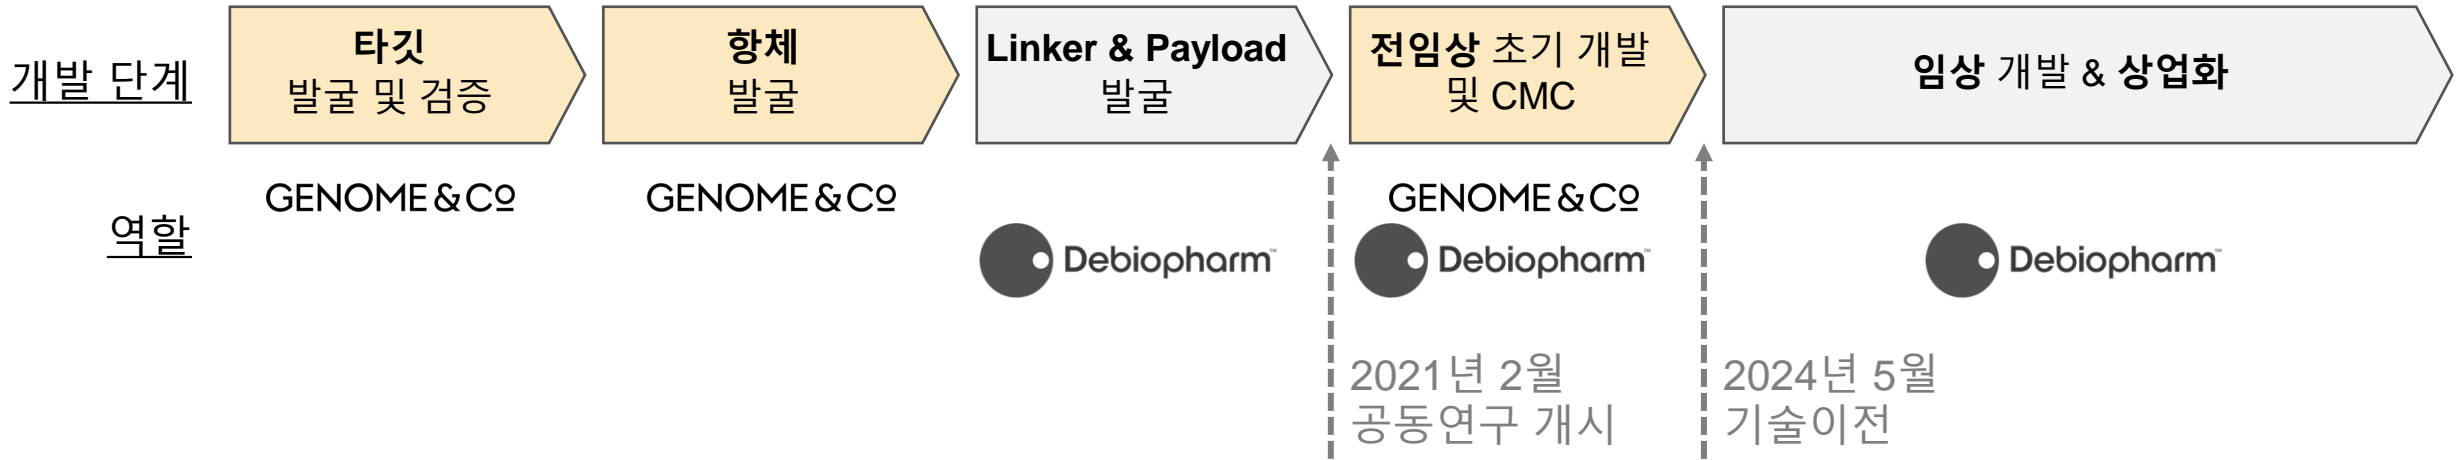 개발 단계
타깃
발굴 및 검증
항체
발굴
Linker & Payload
발굴
전임상 초기 개발
및 CMC
임상 개발 & 상업화
역할
GENOME & CO
GENOME & CO
Debiopharm™
GENOME & CO
Debiopharm™
Debiopharm™
2021년 2월
공동연구 개시
2024년 5월
기술이전